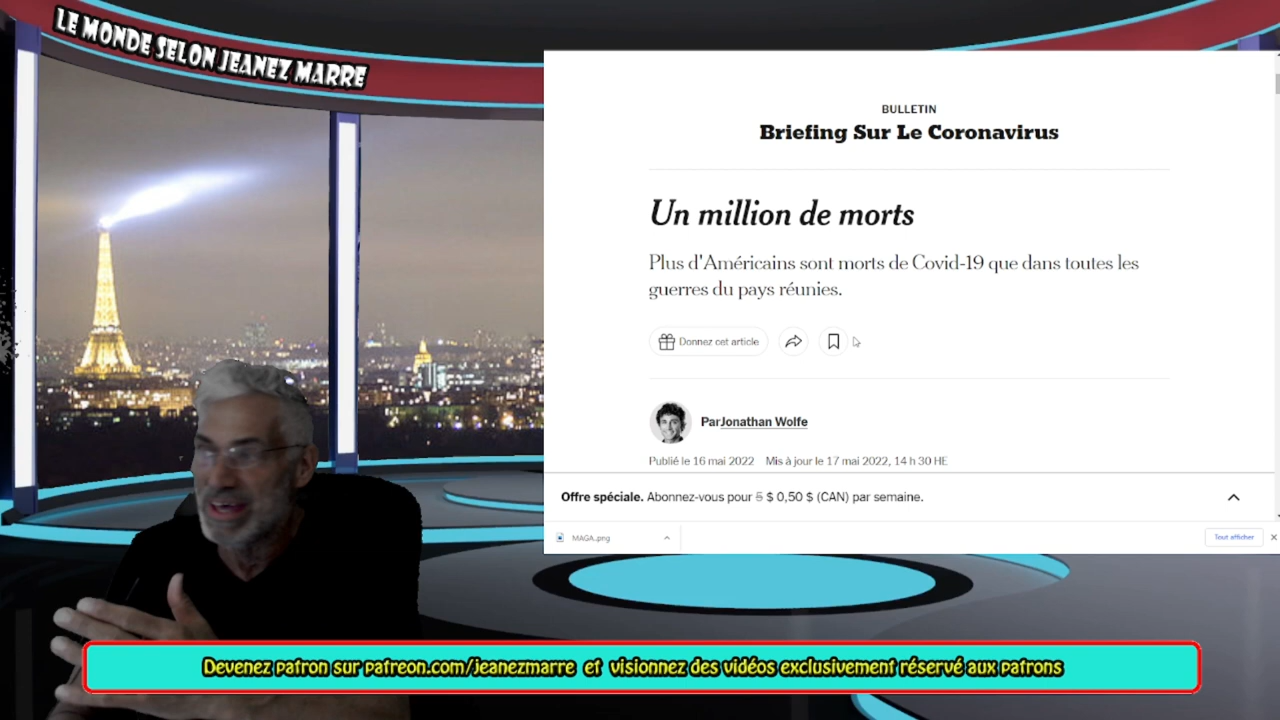 LE MONDE SELON JEANEZ MARRE
BULLETIN
Briefing Sur Le Coronavirus
Un million de morts
Plus d'Américains sont morts de Covid-19 que dans toutes les
guerres du pays réunies.
Donnez cet article
ParJonathan Wolfe
Publié le 16 mai 2022 Mis à jour le 17 mai 2022, 14 h 30 HE
Offre spéciale. Abonnez-vous pour 5 $ 0,50 $ (CAN) par semaine.
MAGA.png
Tout afficher
Devenez patron sur patreon.com/jeanezmarre et visionnez des vidéos exclusivement réservé aux patrons